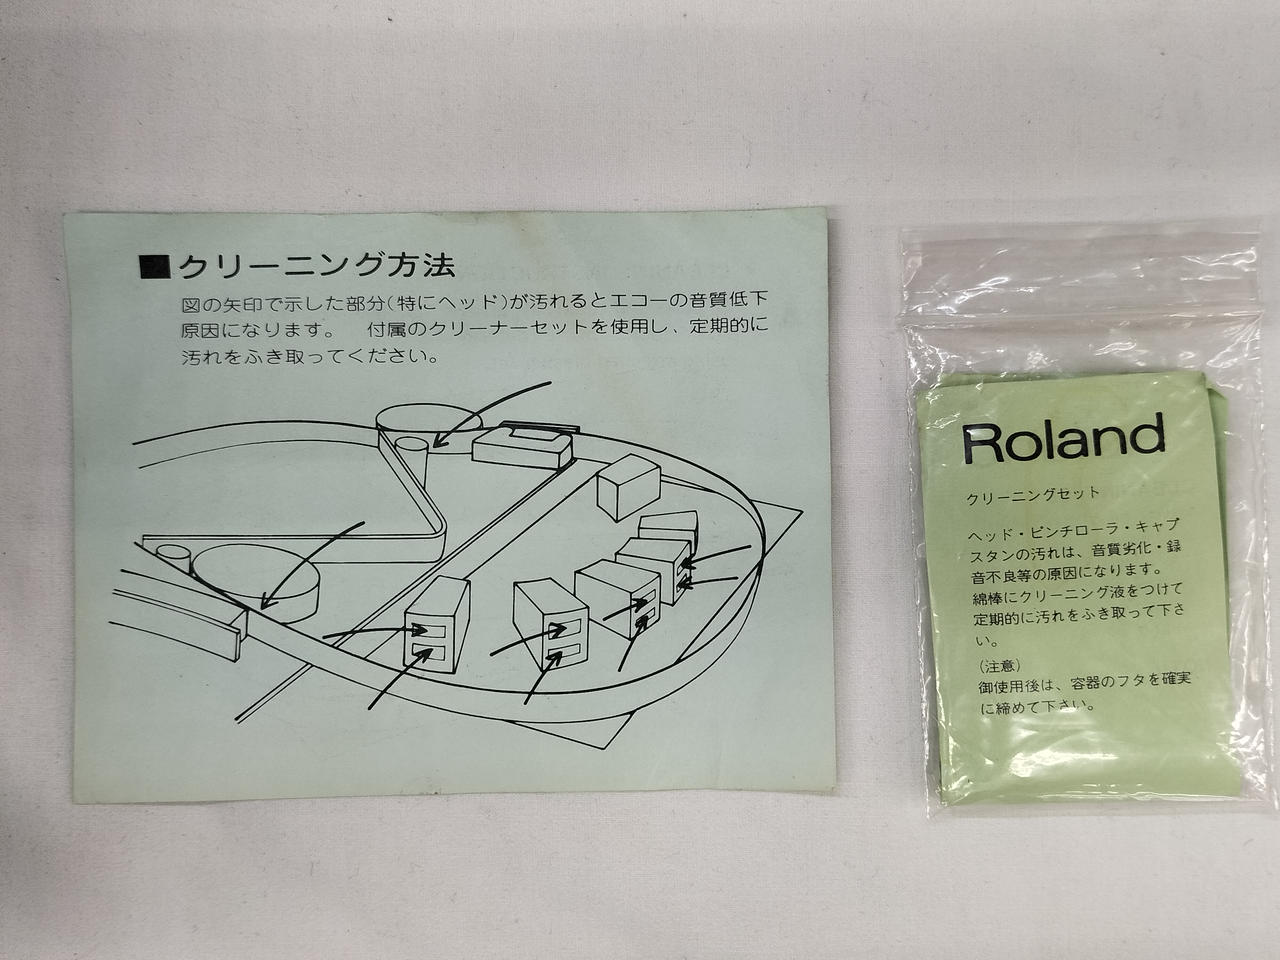 ■クリーニング方法
図の矢印で示した部分(特にヘッド)が汚れるとエコーの音質低下
原因になります。 付属のクリーナーセットを使用し、定期的に
汚れをふき取ってください。
Roland
クリーニングセット
ヘッド・ピンチローラ・キャプ
スタンの汚れは、音質劣化・録
音不良等の原因になります。
綿棒にクリーニング液をつけて
定期的に汚れをふき取って下さ
い。
(注意)
御使用後は、容器のフタを確実
に締めて下さい。